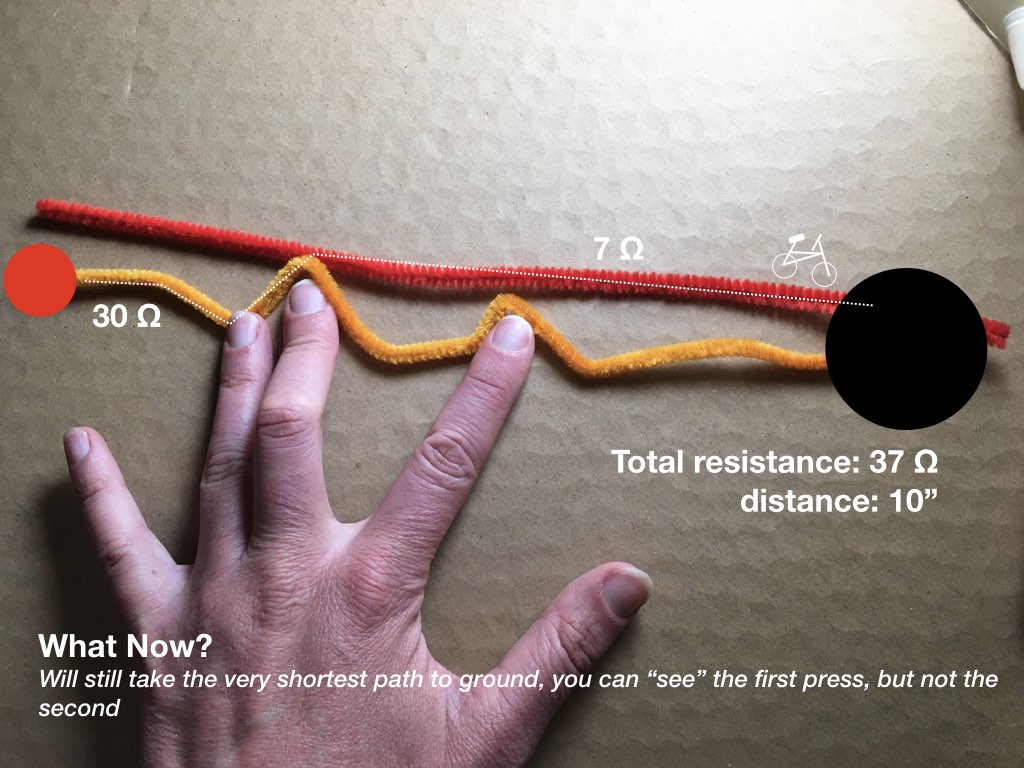 7 Ω
30 Ω
Total resistance: 37 Ω
distance: 10”
What Now?
Will still take the very shortest path to ground, you can “see” the first press, but not the
second